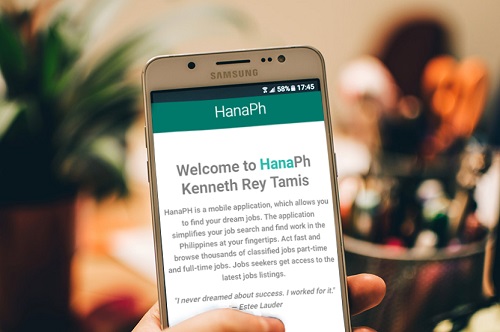 SAMSUNG
58% 17:45
HanaPh
Welcome to HanaPh
Kenneth Rey Tamis
HanaPH is a mobile application, which allows you
to find your dream jobs. The application
simplifies your job search and find work in the
Philippines at your fingertips. Act fast and
browse thousands of classified jobs part-time
and full-time jobs. Jobs seekers get access to the
latest jobs listings.
"I never dreamed about success. I worked for it."
— Estee Lauder